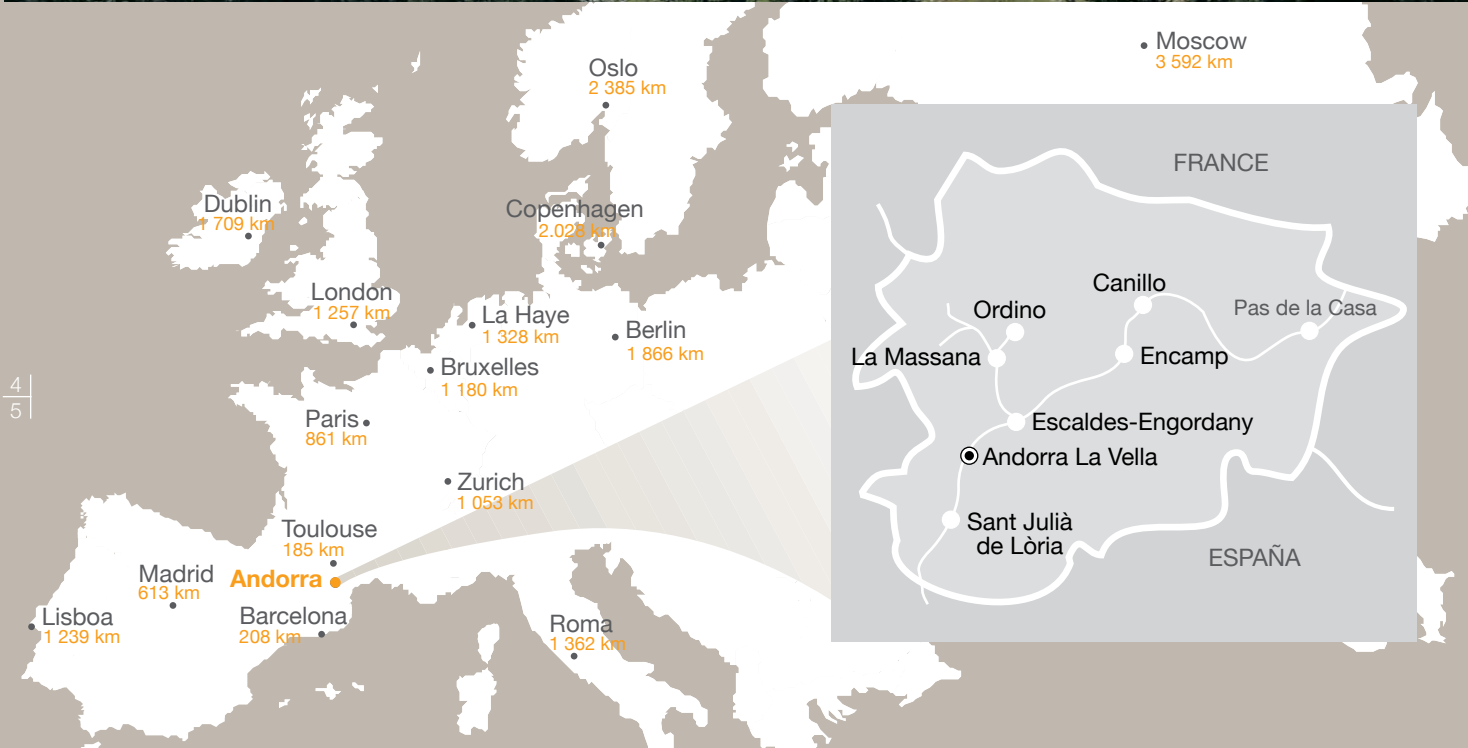 Moscow
3 592 km
Oslo
2 385 km
Dublin
1 709 km
Copenhagen
2.028 km
London
1 257 km
La Haye
1 328 km
Berlin
1 866 km
Bruxelles
1 180 km
Paris
861 km
Zurich
1 053 km
Toulouse
185 km
Andorra
Madrid
613 km
Barcelona
208 km
Lisboa
1 239 km
Roma
1 362 km
4
5
FRANCE
Canillo
Ordino
Pas de la Casa
La Massana
Encamp
Escaldes-Engordany
Andorra La Vella
Sant Julià
de Lòria
ESPAÑA